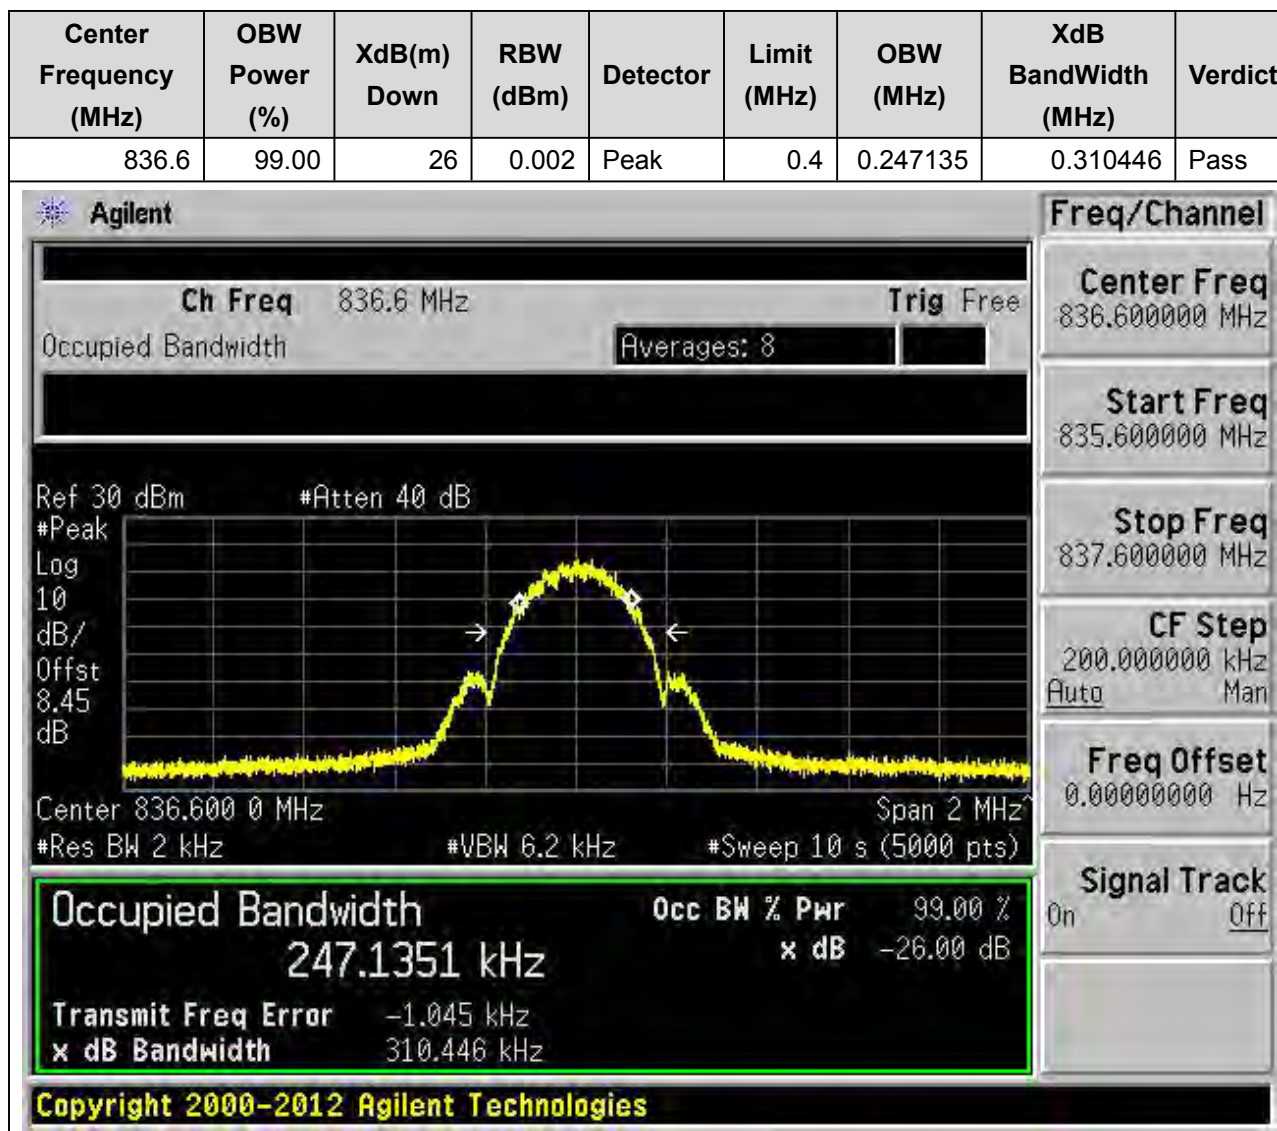 Center Frequency (MHz) OBW Power (%) XdB(m) Down RBW (dBm) Detector Limit (MHz) OBW (MHz) XdB BandWidth (MHz) Verdict
836.6 99.00 26 0.002 Peak 0.4 0.247135 0.310446 Pass
Agilent
Freq/Channel
Ch Freq 836.6 MHz Trig Free
Occupied Bandwidth Averages: 8
Ref 30 dBm #Atten 40 dB
#Peak
Log
10
dB/
Offst
8.45
dB
Center 836.600 0 MHz Span 2 MHz^
#Res BW 2 kHz #VBW 6.2 kHz #Sweep 10 s (5000 pts)
Occupied Bandwidth Occ BW % Pwr 99.00 %
247.1351 kHz x dB -26.00 dB
Transmit Freq Error -1.045 kHz
x dB Bandwidth 310.446 kHz
Center Freq
836.600000 MHz
Start Freq
835.600000 MHz
Stop Freq
837.600000 MHz
CF Step
200.000000 kHz
Auto Man
Freq Offset
0.00000000 Hz
Signal Track
On Off
Copyright 2000-2012 Agilent Technologies